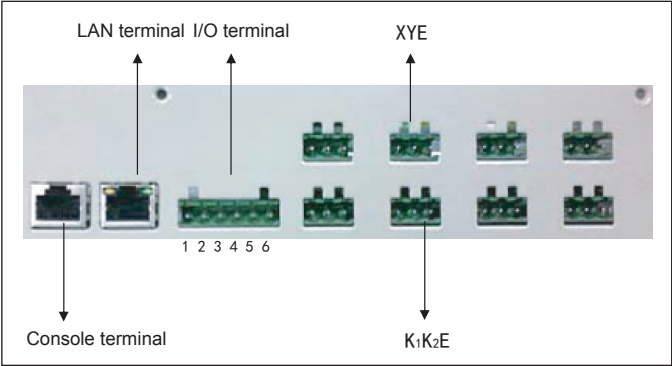 LAN terminal I/O terminal XYE
1 2 3 4 5 6
Console terminal K₁K₂E